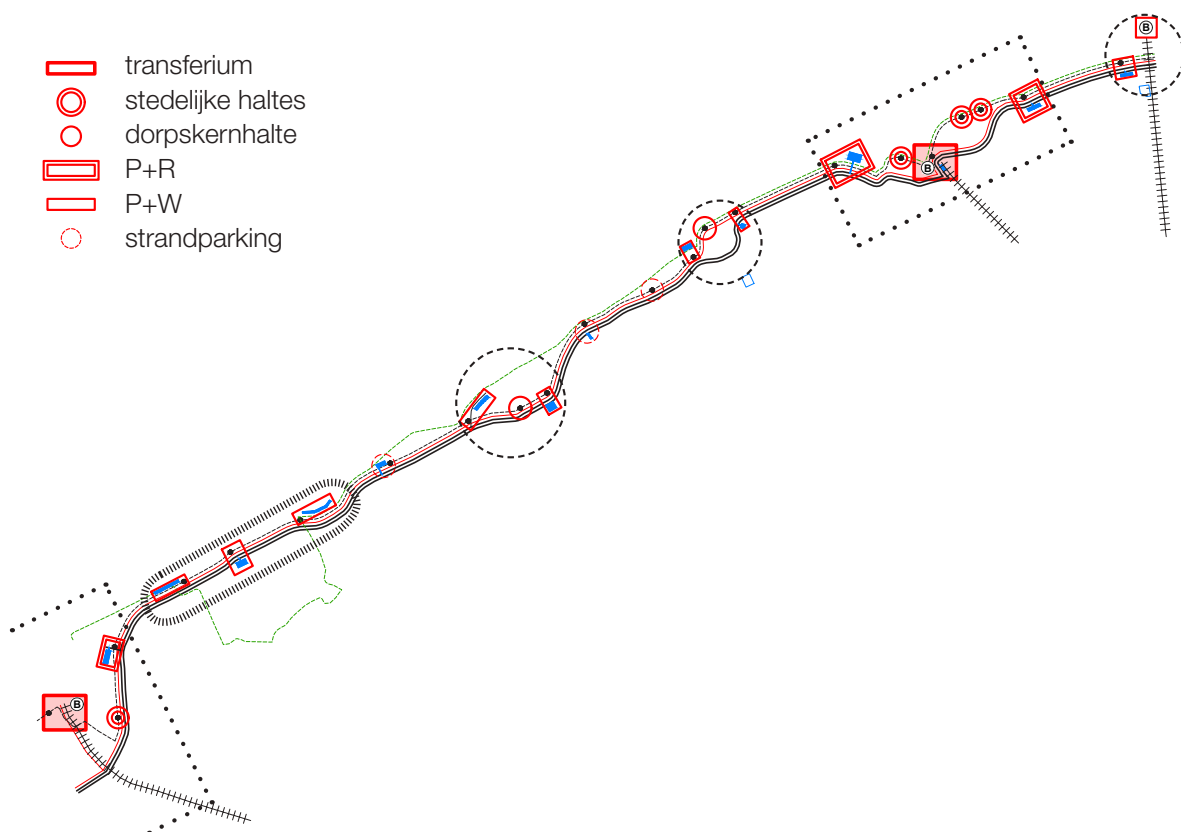 transferium
stedelijke haltes
dorpskernhalte
P+R
P+W
strandparking
B
B
B